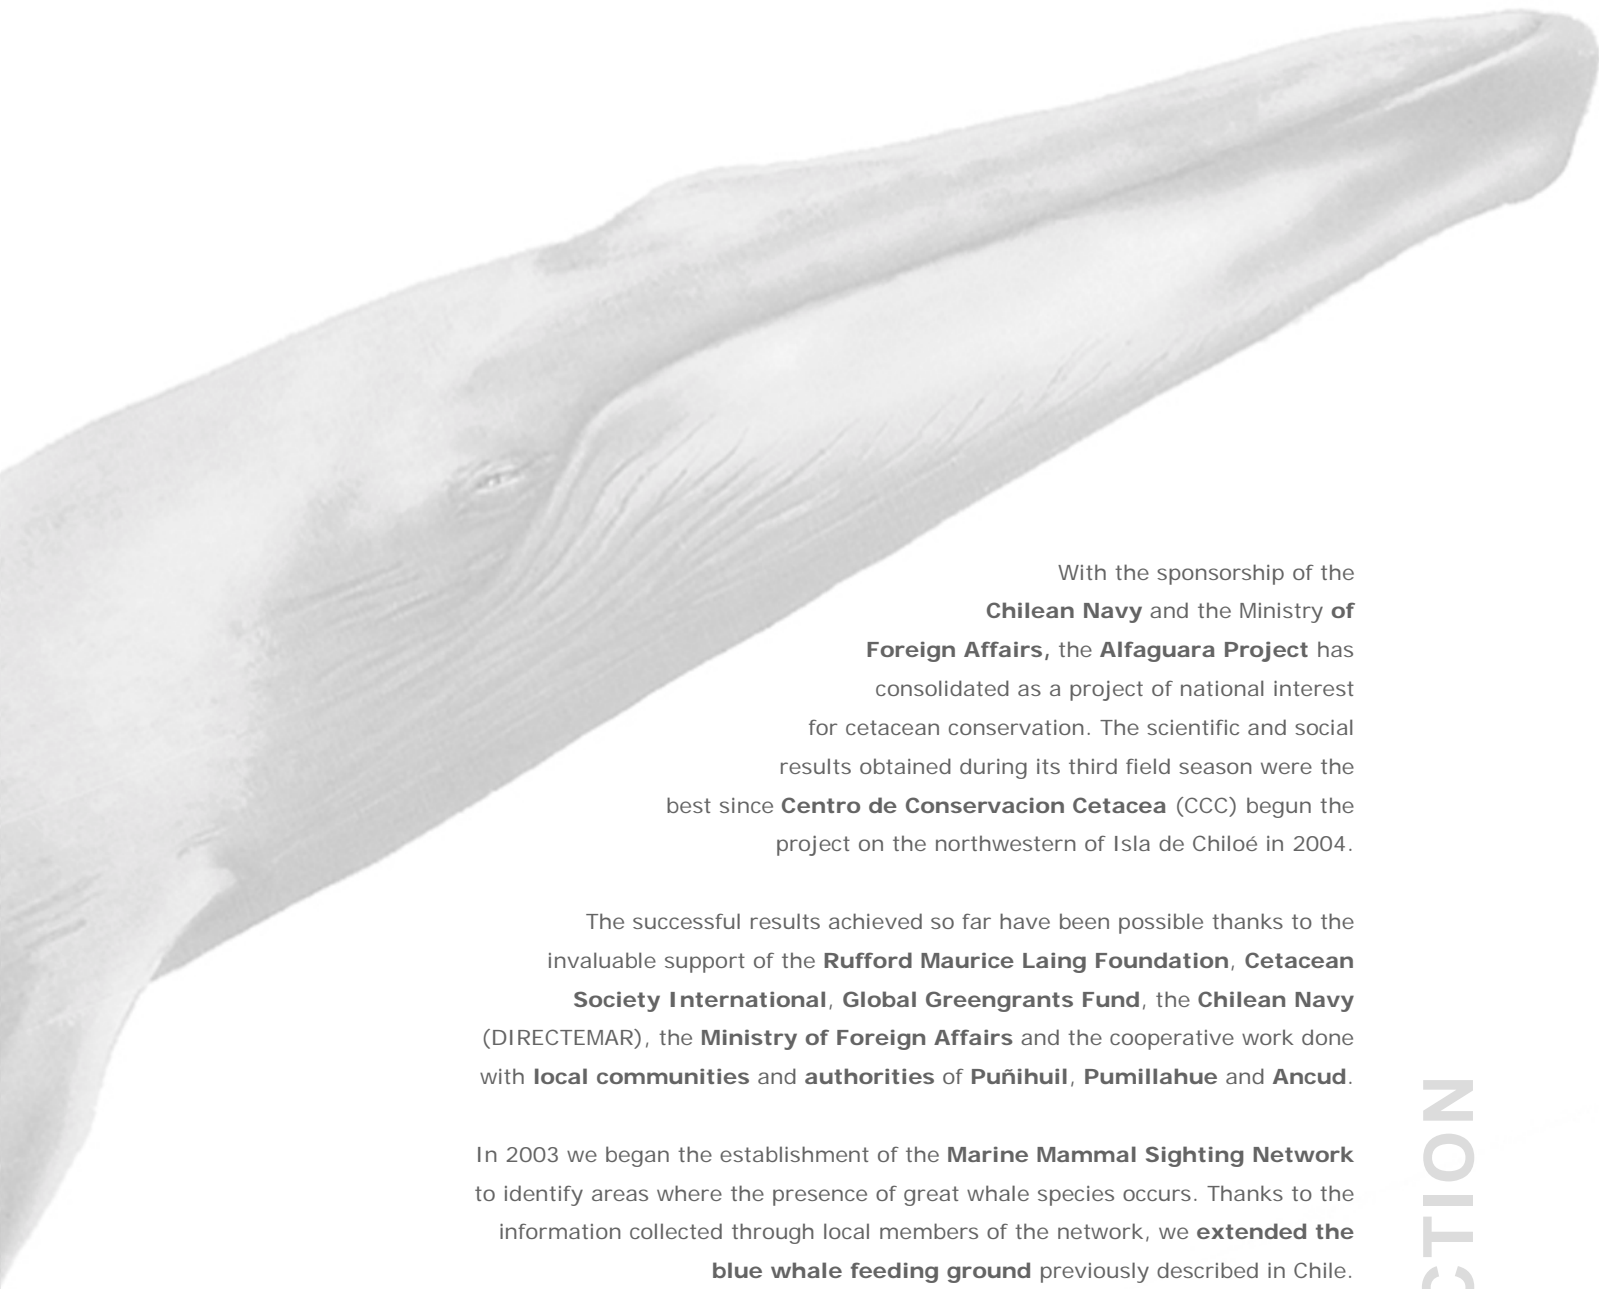 With the sponsorship of the
Chilean Navy and the Ministry of
Foreign Affairs, the Alfaguara Project has
consolidated as a project of national interest
for cetacean conservation. The scientific and social
results obtained during its third field season were the
best since Centro de Conservacion Cetacea (CCC) begun the
project on the northwestern of Isla de Chiloé in 2004.
The successful results achieved so far have been possible thanks to the
invaluable support of the Rufford Maurice Laing Foundation, Cetacean
Society International, Global Greengrants Fund, the Chilean Navy
(DIRECTEMAR), the Ministry of Foreign Affairs and the cooperative work done
with local communities and authorities of Puñihuil, Pumillahue and Ancud.
In 2003 we began the establishment of the Marine Mammal Sighting Network
to identify areas where the presence of great whale species occurs. Thanks to the
information collected through local members of the network, we extended the
blue whale feeding ground previously described in Chile.
CTION